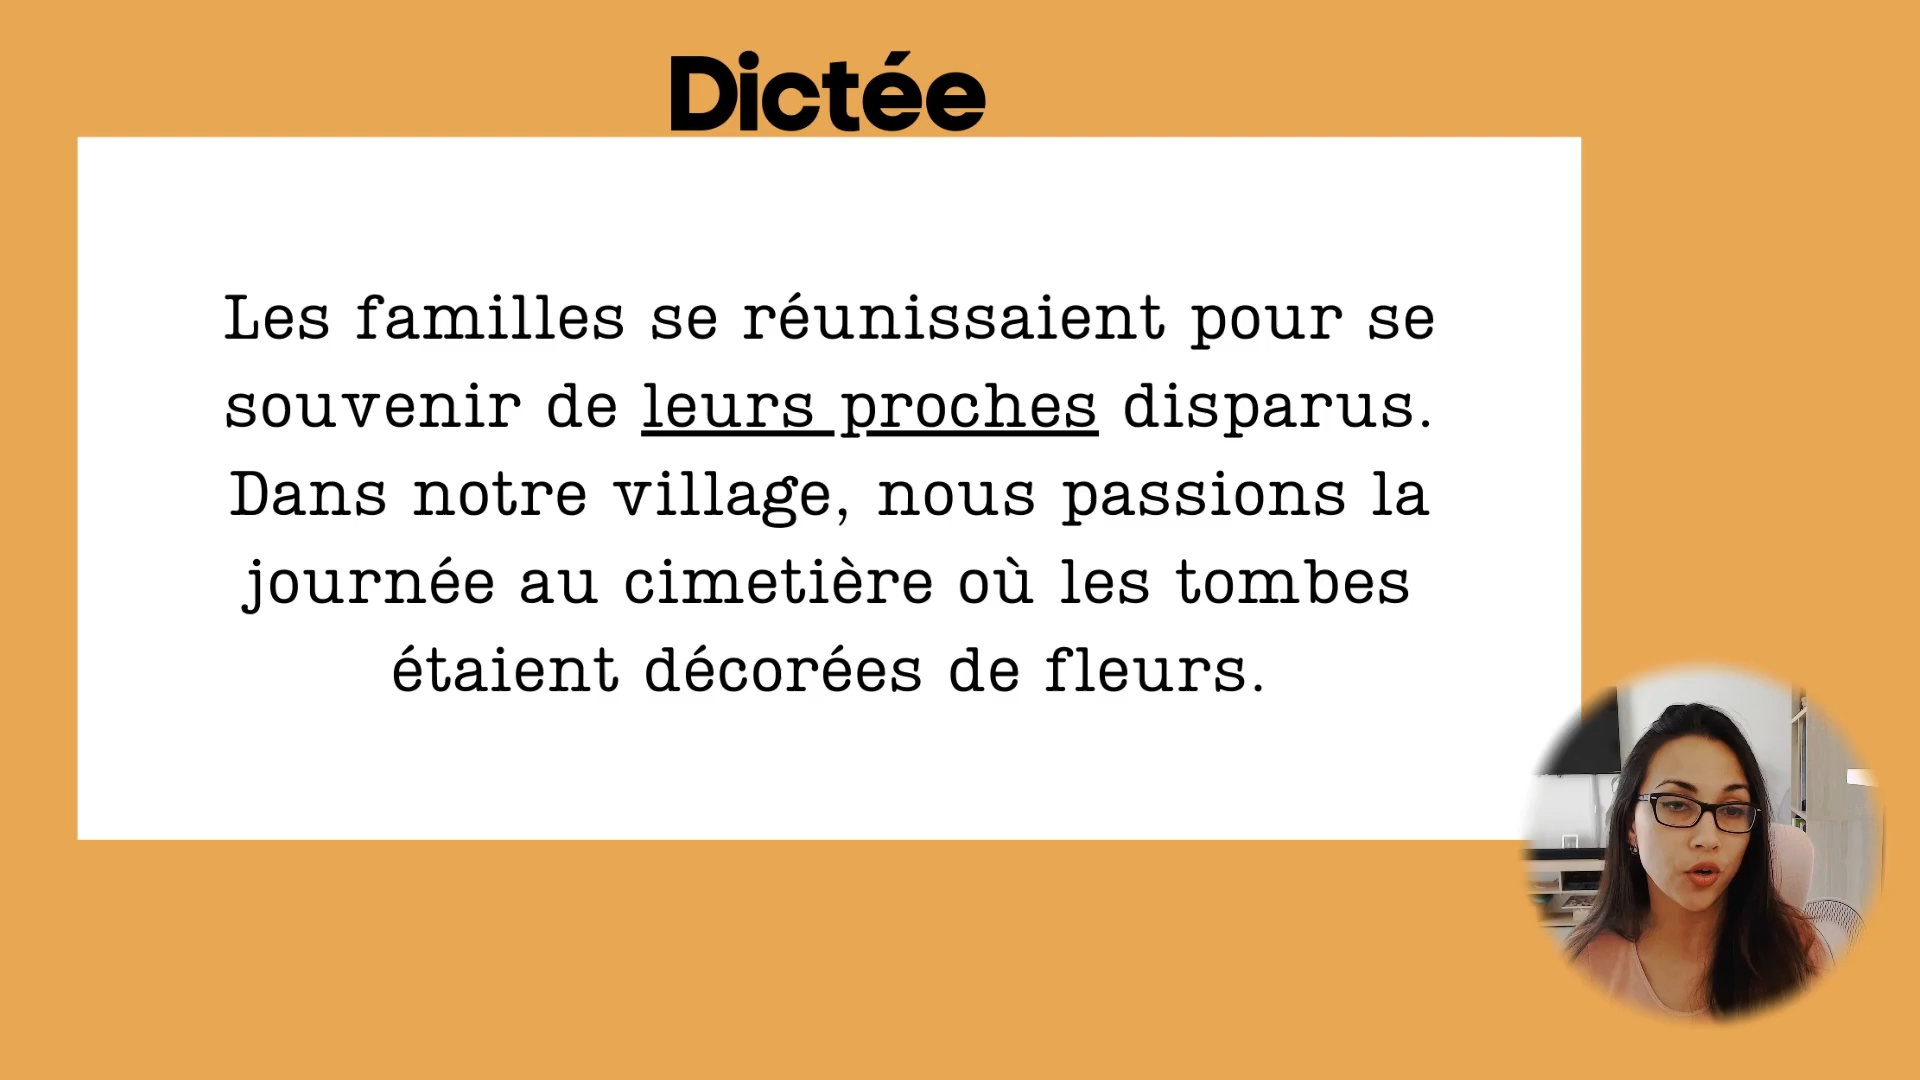 Dictée
Les familles se réunissaient pour se
souvenir de leurs proches disparus.
Dans notre village, nous passions la
journée au cimetière où les tombes
étaient décorées de fleurs.